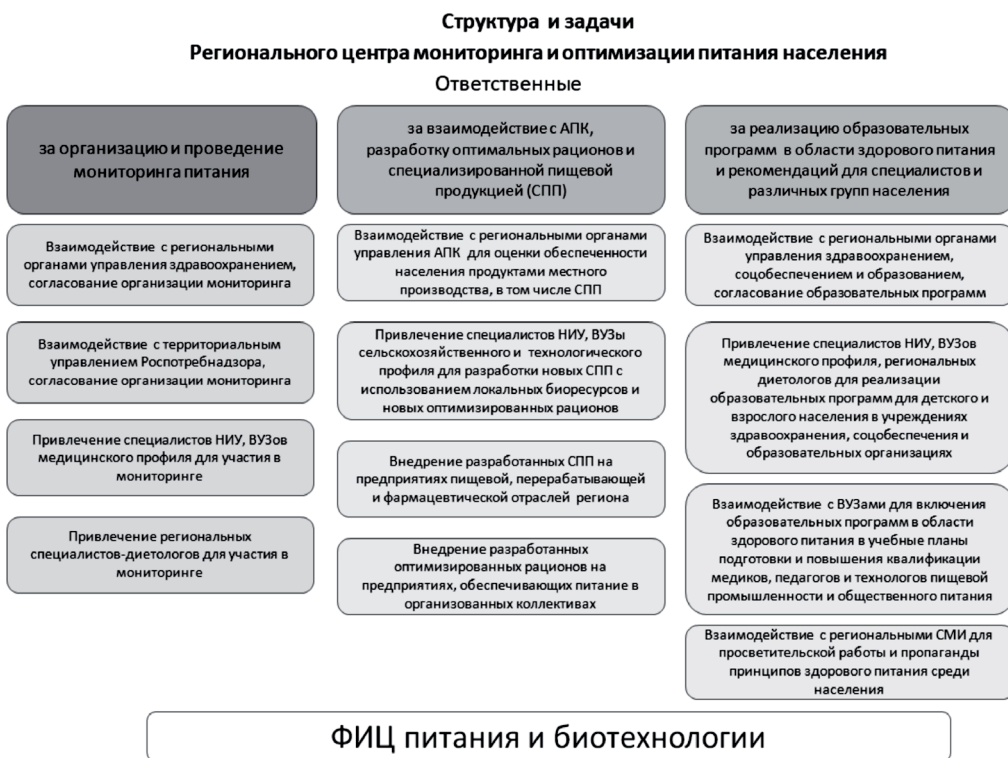 Структура и задачи
Регионального центра мониторинга и оптимизации питания населения
Ответственные
за организацию и проведение
мониторинга питания
Взаимодействие с региональными
органами управления здравоохранением,
согласование организации мониторинга
Взаимодействие с территориальным
управлением Роспотребнадзора,
согласование организации мониторинга
Привлечение специалистов НИУ, ВУЗов
медицинского профиля для участия в
мониторинге
Привлечение региональных
специалистов-диетологов для участия в
мониторинге
за взаимодействие с АПК,
разработку оптимальных рационов и
специализированной пищевой
продукцией (СПП)
Взаимодействие с региональными органами
управления АПК для оценки обеспеченности
населения продуктами местного
производства, в том числе СПП
Привлечение специалистов НИУ, ВУЗы
сельскохозяйственного и технологического
профиля для разработки новых СПП с
использованием локальных биоресурсов и
новых оптимизированных рационов
Внедрение разработанных СПП на
предприятиях пищевой, перерабатывающей
и фармацевтической отраслей региона
Внедрение разработанных
оптимизированных рационов на
предприятиях, обеспечивающих питание в
организованных коллективах
за реализацию образовательных
программ в области здорового питания
и рекомендаций для специалистов и
различных групп населения
Взаимодействие с региональными органами
управления здравоохранением,
соцобеспечением и образованием,
согласование образовательных программ
Привлечение специалистов НИУ, ВУЗов
медицинского профиля, региональных
диетологов для реализации
образовательных программ для детского и
взрослого населения в учреждениях
здравоохранения, соцобеспечения и
образовательных организациях
Взаимодействие с ВУЗами для включения
образовательных программ в области
здорового питания в учебные планы
подготовки и повышения квалификации
медиков, педагогов и технологов пищевой
промышленности и общественного питания
Взаимодействие с региональными СМИ для
просветительской работы и пропаганды
принципов здорового питания среди
населения
ФИЦ питания и биотехнологии